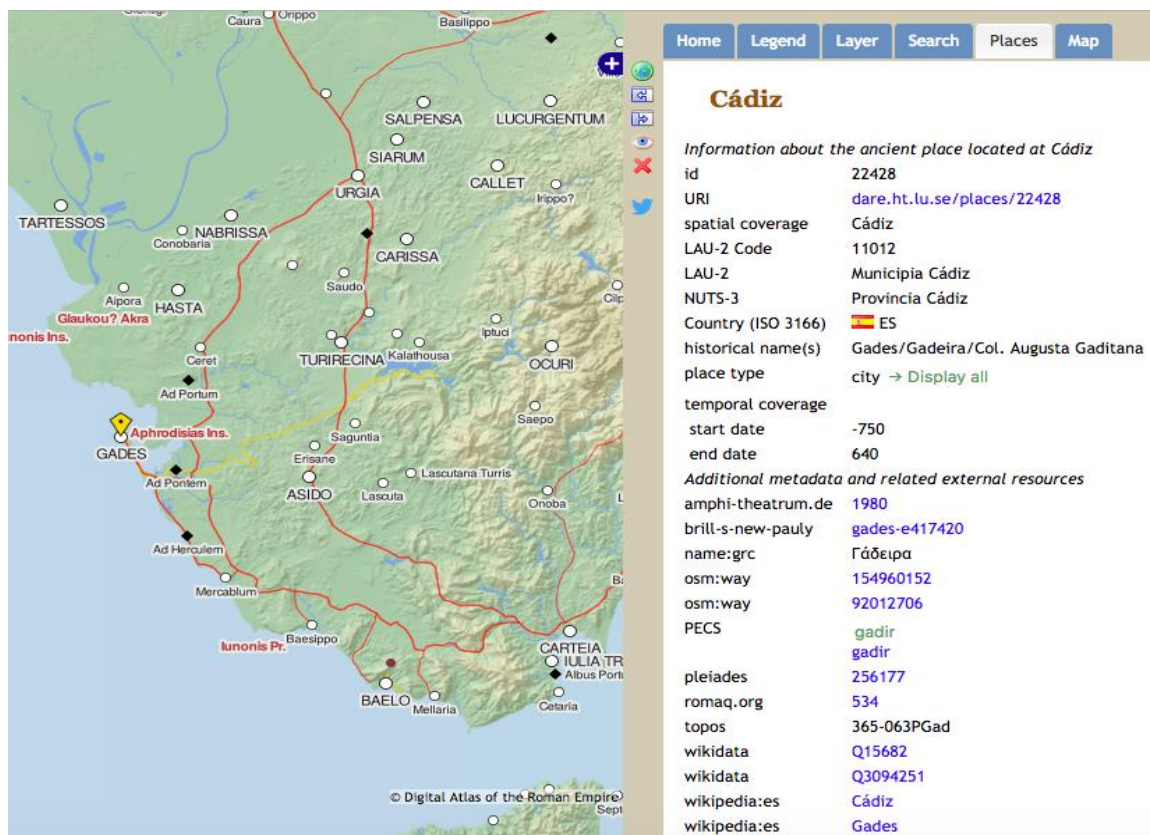 Caura
Orippo
Basilippo
SALPENSA
LUCURGENTUM
SIARUM
URGIA
CALLET
Irippo?
TARTESSOS
NABRISSA
Conobaria
CARISSA
Saudo
Aipora
HASTA
Glaukou? Akra
nonis Ins.
Ceret
TURIRECINA
Kalathousa
Iptuci
OCURI
Ad Portum
Saepo
Aphrodisias Ins.
GADES
Saguntia
Erisane
Ad Pontem
ASIDO
Lascuta
Lascutana Turris
Onoba
Ad Herculem
Mercablum
Iunonis Pr.
Baesippo
CARTEIA
IULIA TR
Albus Port
BAELO
Mellaria
Cetaria
© Digital Atlas of the Roman Empire
Sept
Home Legend Layer Search Places Map
Cádiz
Information about the ancient place located at Cádiz
id 22428
URI dare.ht.lu.se/places/22428
spatial coverage Cádiz
LAU-2 Code 11012
LAU-2 Municipia Cádiz
NUTS-3 Provincia Cádiz
Country (ISO 3166) ES
historical name(s) Gades/Gadeira/Col. Augusta Gaditana
place type city → Display all
temporal coverage
start date -750
end date 640
Additional metadata and related external resources
amphi-theatrum.de 1980
brill-s-new-pauly gades-e417420
name:grc Γάδειρα
osm:way 154960152
osm:way 92012706
PECS gadir
gadir
pleiades 256177
romaq.org 534
topos 365-063PGad
wikidata Q15682
wikidata Q3094251
wikipedia:es Cádiz
wikipedia:es Gades